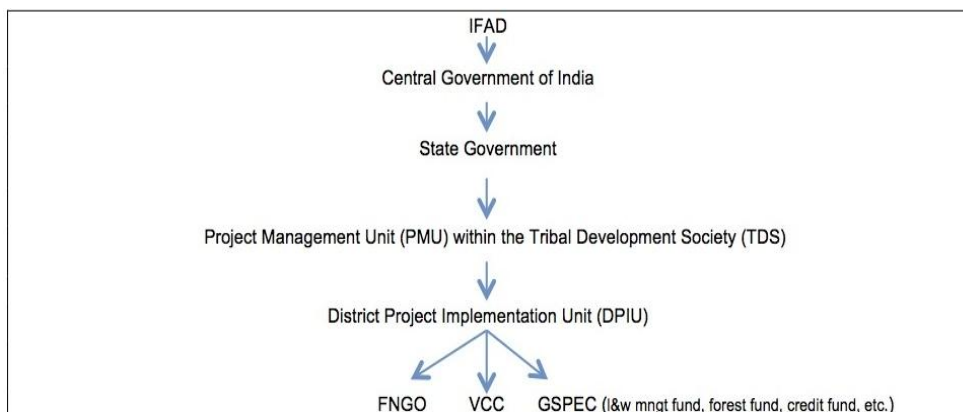 IFAD
Central Government of India
State Government
Project Management Unit (PMU) within the Tribal Development Society (TDS)
District Project Implementation Unit (DPIU)
FNGO VCC GSPEC (l&w mngt fund, forest fund, credit fund, etc.)